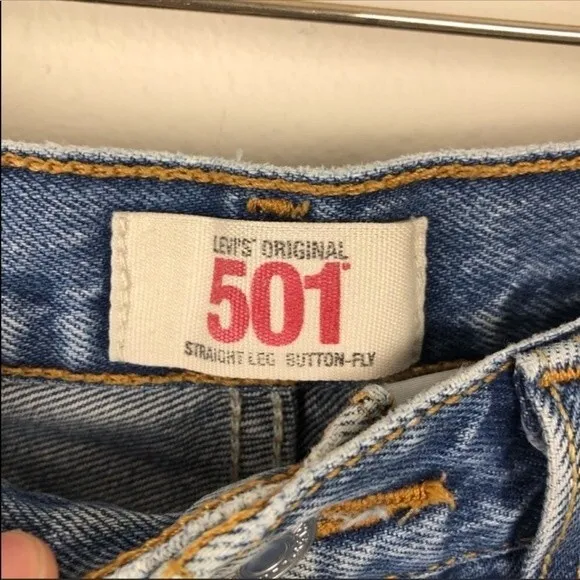 LEVI'S® ORIGINAL
501®
STRAIGHT LEG BUTTON-FLY